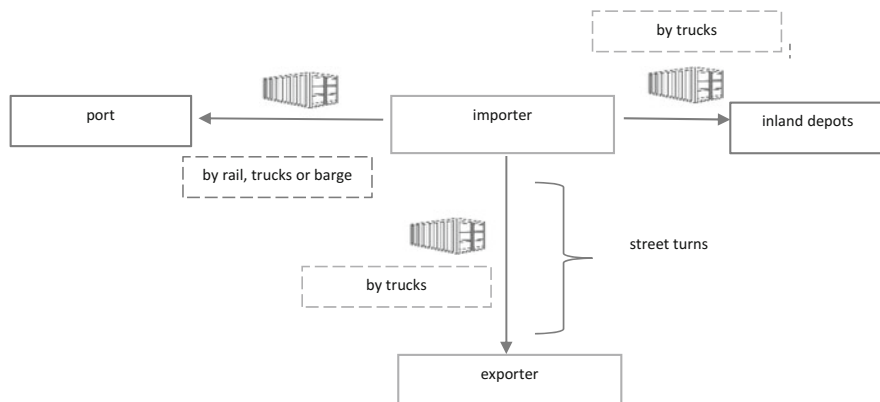 by trucks
port
importer
inland depots
by rail, trucks or barge
street turns
by trucks
exporter